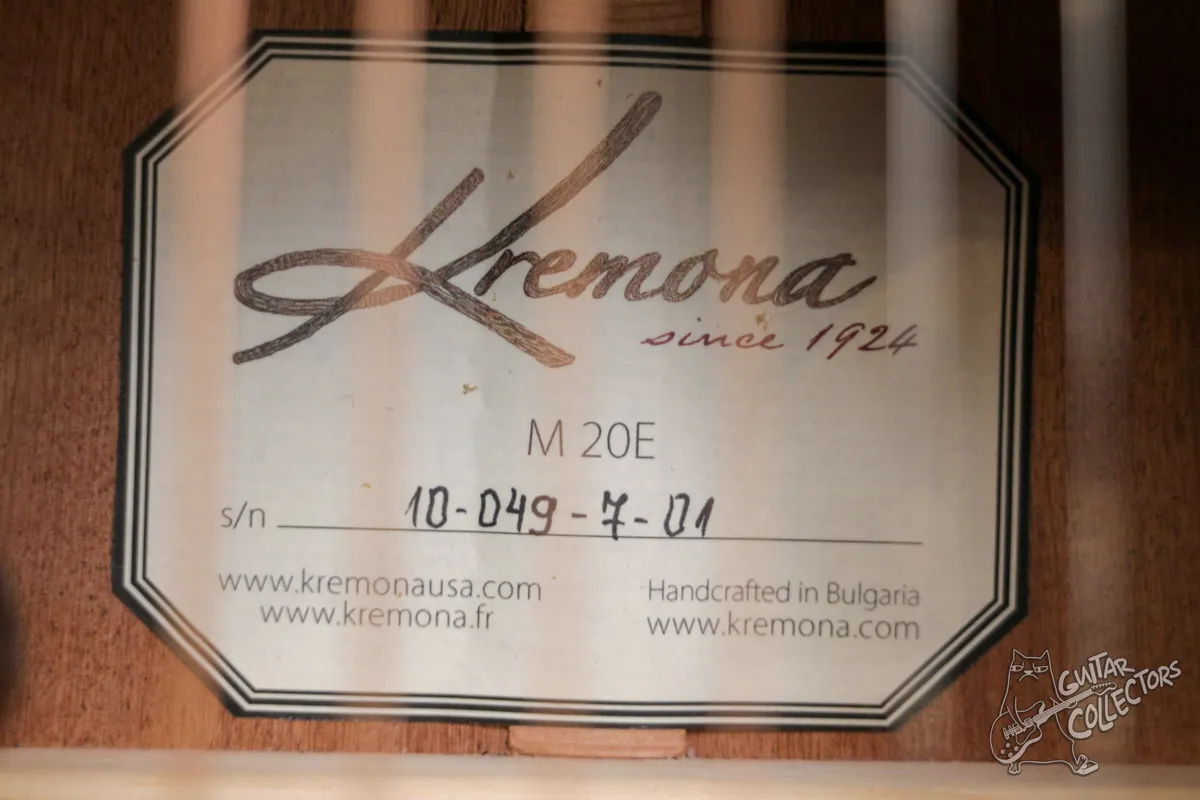 Kremona
since 1924
M 20E
s/n 10-049-7-01
www.kremonausa.com
www.kremona.fr
Handcrafted in Bulgaria
www.kremona.com
GUITAR
COLLECTORS